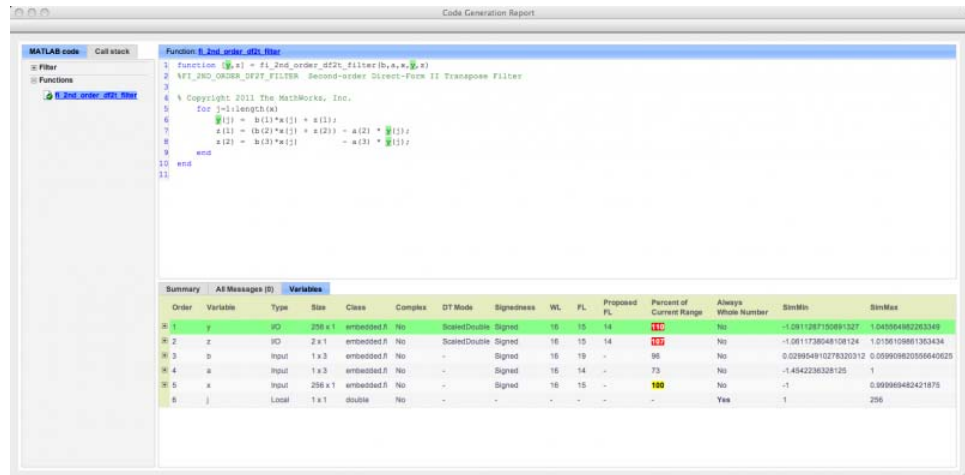 Code Generation Report
MATLAB code Call stack
Filter
Functions
fi_2nd_order_df2t_filter
Function: fi_2nd_order_df2t_filter
1 function [y,z] = fi_2nd_order_df2t_filter(b,a,x,y,z)
2 %FI_2ND_ORDER_DF2T_FILTER Second-order Direct-Form II Transpose Filter
3
4 % Copyright 2011 The MathWorks, Inc.
5 for j=1:length(x)
6 y(j) = b(1)*x(j) + z(1);
7 z(1) = (b(2)*x(j) + z(2)) - a(2) * y(j);
8 z(2) = b(3)*x(j) - a(3) * y(j);
9 end
10 end
11
Summary All Messages (0) Variables
Order Variable Type Size Class Complex DT Mode Signedness WL FL Proposed FL Percent of Current Range Always Whole Number SimMin SimMax
1 y I/O 256 x 1 embedded.fi No ScaledDouble Signed 16 15 14 110 No -1.0911287150891327 1.045564982263349
2 z I/O 2 x 1 embedded.fi No ScaledDouble Signed 16 15 14 107 No -1.0611738048108124 1.0156109861363434
3 b Input 1 x 3 embedded.fi No - Signed 16 19 - 96 No 0.029954910278320312 0.059909820556640625
4 a Input 1 x 3 embedded.fi No - Signed 16 14 - 73 No -1.4542236328125 1
5 x Input 256 x 1 embedded.fi No - Signed 16 15 - 100 No -1 0.999969482421875
6 j Local 1 x 1 double No - - - - - - Yes 1 256